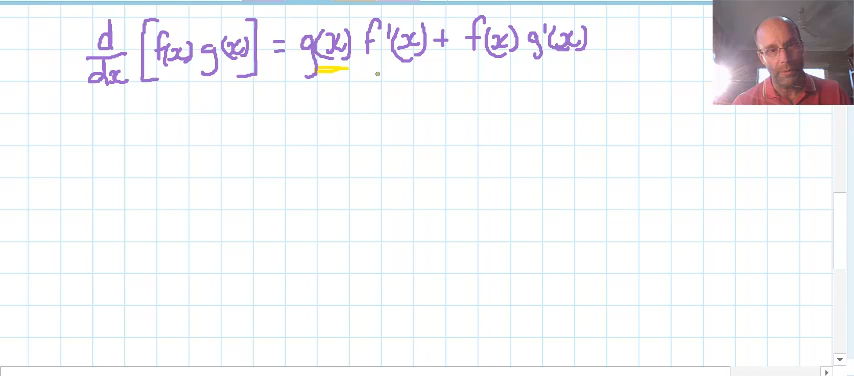 d/dx [f(x) g(x)] = g(x) f'(x) + f(x) g'(x)